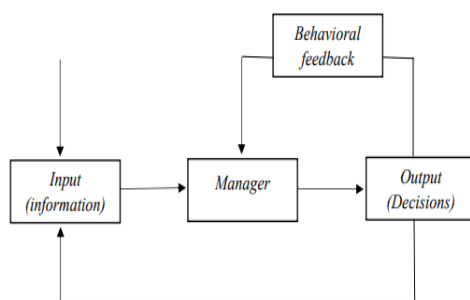 Behavioral
feedback
Input
(information)
Manager
Output
(Decisions)